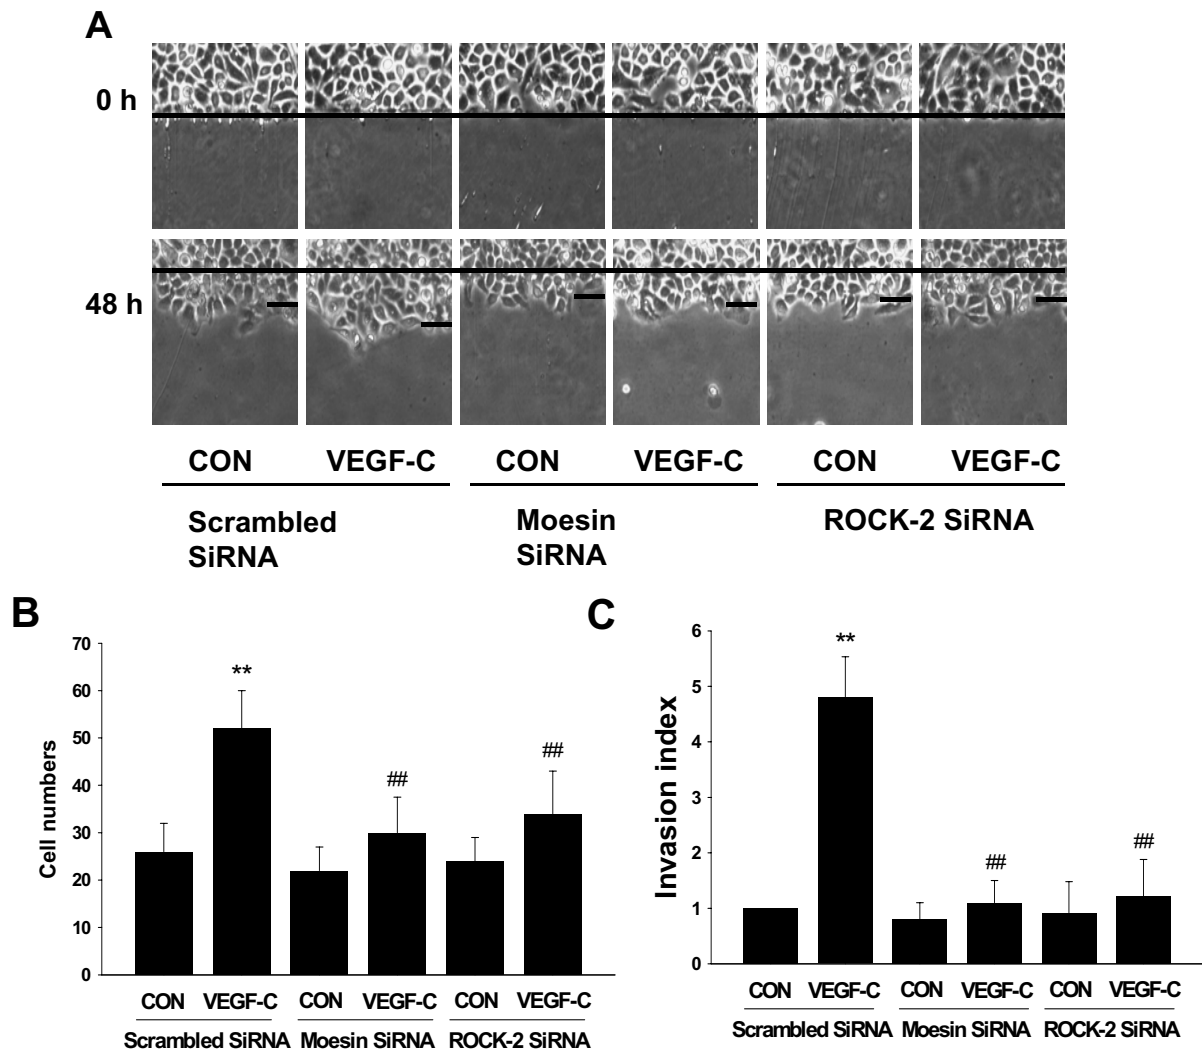 A
0 h
48 h
CON VEGF-C CON VEGF-C CON VEGF-C
Scrambled SiRNA
Moesin SiRNA
ROCK-2 SiRNA
B
70
60
50
40
30
20
10
0
Cell numbers
**
##
##
CON VEGF-C CON VEGF-C CON VEGF-C
Scrambled SiRNA Moesin SiRNA ROCK-2 SiRNA
C
6
5
4
3
2
1
0
Invasion index
**
##
##
CON VEGF-C CON VEGF-C CON VEGF-C
Scrambled SiRNA Moesin SiRNA ROCK-2 SiRNA